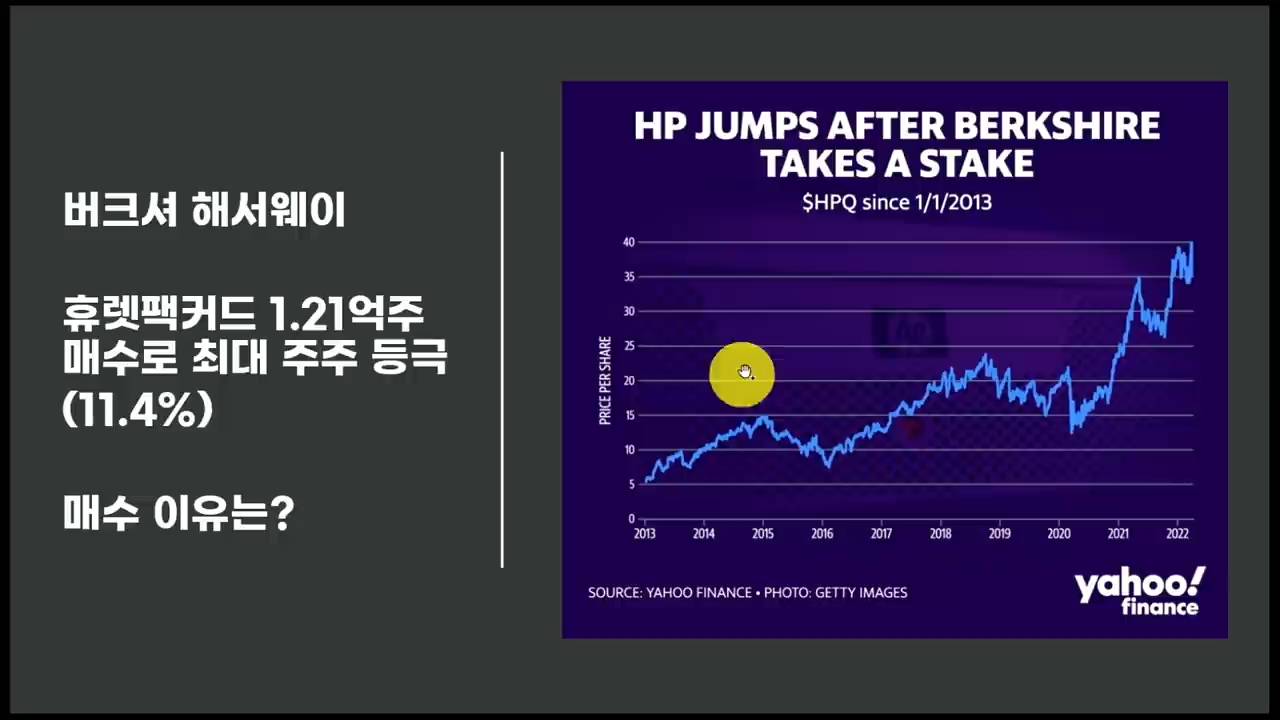 버크셔 해서웨이
휴렛팩커드 1.21억주
매수로 최대 주주 등극
(11.4%)
매수 이유는?
HP JUMPS AFTER BERKSHIRE
TAKES A STAKE
$HPQ since 1/1/2013
PRICE PER SHARE
40
35
30
25
20
15
10
5
0
2013 2014 2015 2016 2017 2018 2019 2020 2021 2022
SOURCE: YAHOO FINANCE • PHOTO: GETTY IMAGES
yahoo!
finance